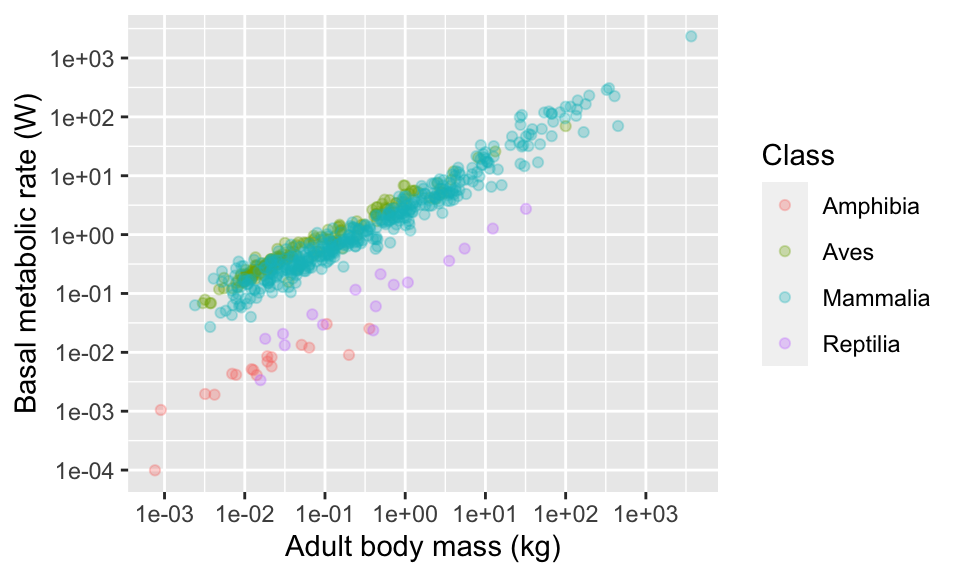 1e+03
1e+02
1e+01
1e+00
1e-01
1e-02
1e-03
1e-04
Basal metabolic rate (W)
1e-03 1e-02 1e-01 1e+00 1e+01 1e+02 1e+03
Adult body mass (kg)
Class
Amphibia
Aves
Mammalia
Reptilia